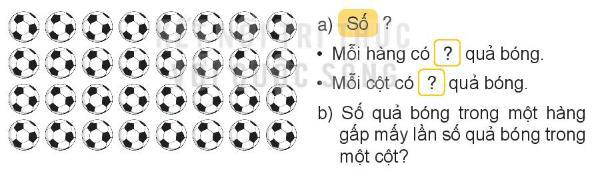 a) Số ?
• Mỗi hàng có ? quả bóng.
• Mỗi cột có ? quả bóng.
b) Số quả bóng trong một hàng
gấp mấy lần số quả bóng trong
một cột?